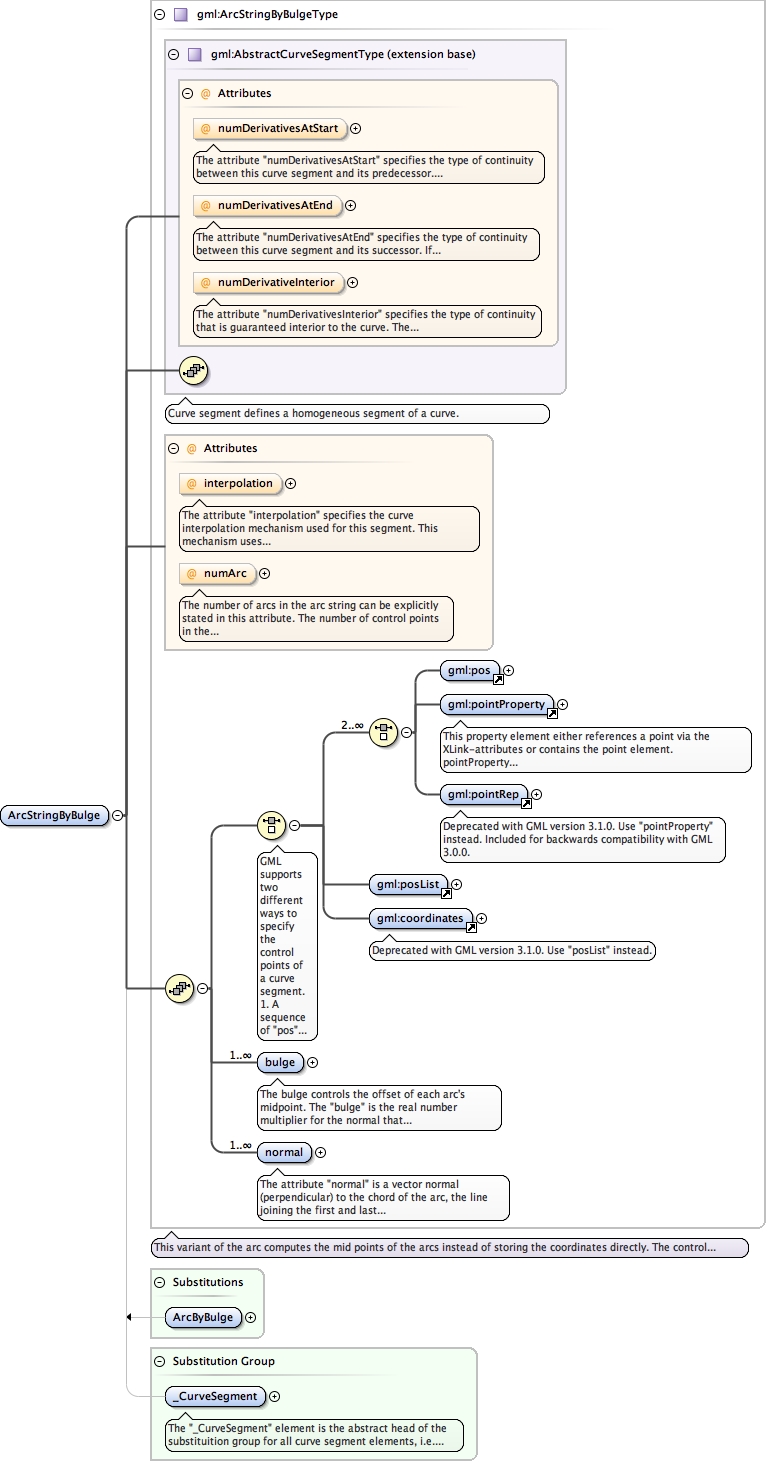 gml:ArcStringByBulgeType
gml:AbstractCurveSegmentType (extension base)
@ Attributes
@ numDerivativesAtStart
The attribute "numDerivativesAtStart" specifies the type of continuity
between this curve segment and its predecessor....
@ numDerivativesAtEnd
The attribute "numDerivativesAtEnd" specifies the type of continuity
between this curve segment and its successor. If...
@ numDerivativeInterior
The attribute "numDerivativesInterior" specifies the type of continuity
that is guaranteed interior to the curve. The...
Curve segment defines a homogeneous segment of a curve.
@ Attributes
@ interpolation
The attribute "interpolation" specifies the curve
interpolation mechanism used for this segment. This
mechanism uses...
@ numArc
The number of arcs in the arc string can be explicitly
stated in this attribute. The number of control points
in the...
gml:pos
gml:pointProperty
2..∞
This property element either references a point via the
XLink-attributes or contains the point element.
pointProperty...
gml:pointRep
ArcStringByBulge
Deprecated with GML version 3.1.0. Use "pointProperty"
instead. Included for backwards compatibility with GML
3.0.0.
GML
supports
two
different
ways to
specify
the
control
points of
a curve
segment.
1. A
sequence
of "pos"...
gml:posList
gml:coordinates
Deprecated with GML version 3.1.0. Use "posList" instead.
1..∞
bulge
The bulge controls the offset of each arc's
midpoint. The "bulge" is the real number
multiplier for the normal that...
1..∞
normal
The attribute "normal" is a vector normal
(perpendicular) to the chord of the arc, the line
joining the first and last...
This variant of the arc computes the mid points of the arcs instead of storing the coordinates directly. The control...
Substitutions
ArcByBulge
Substitution Group
_CurveSegment
The "_CurveSegment" element is the abstract head of the
substituition group for all curve segment elements, i.e....